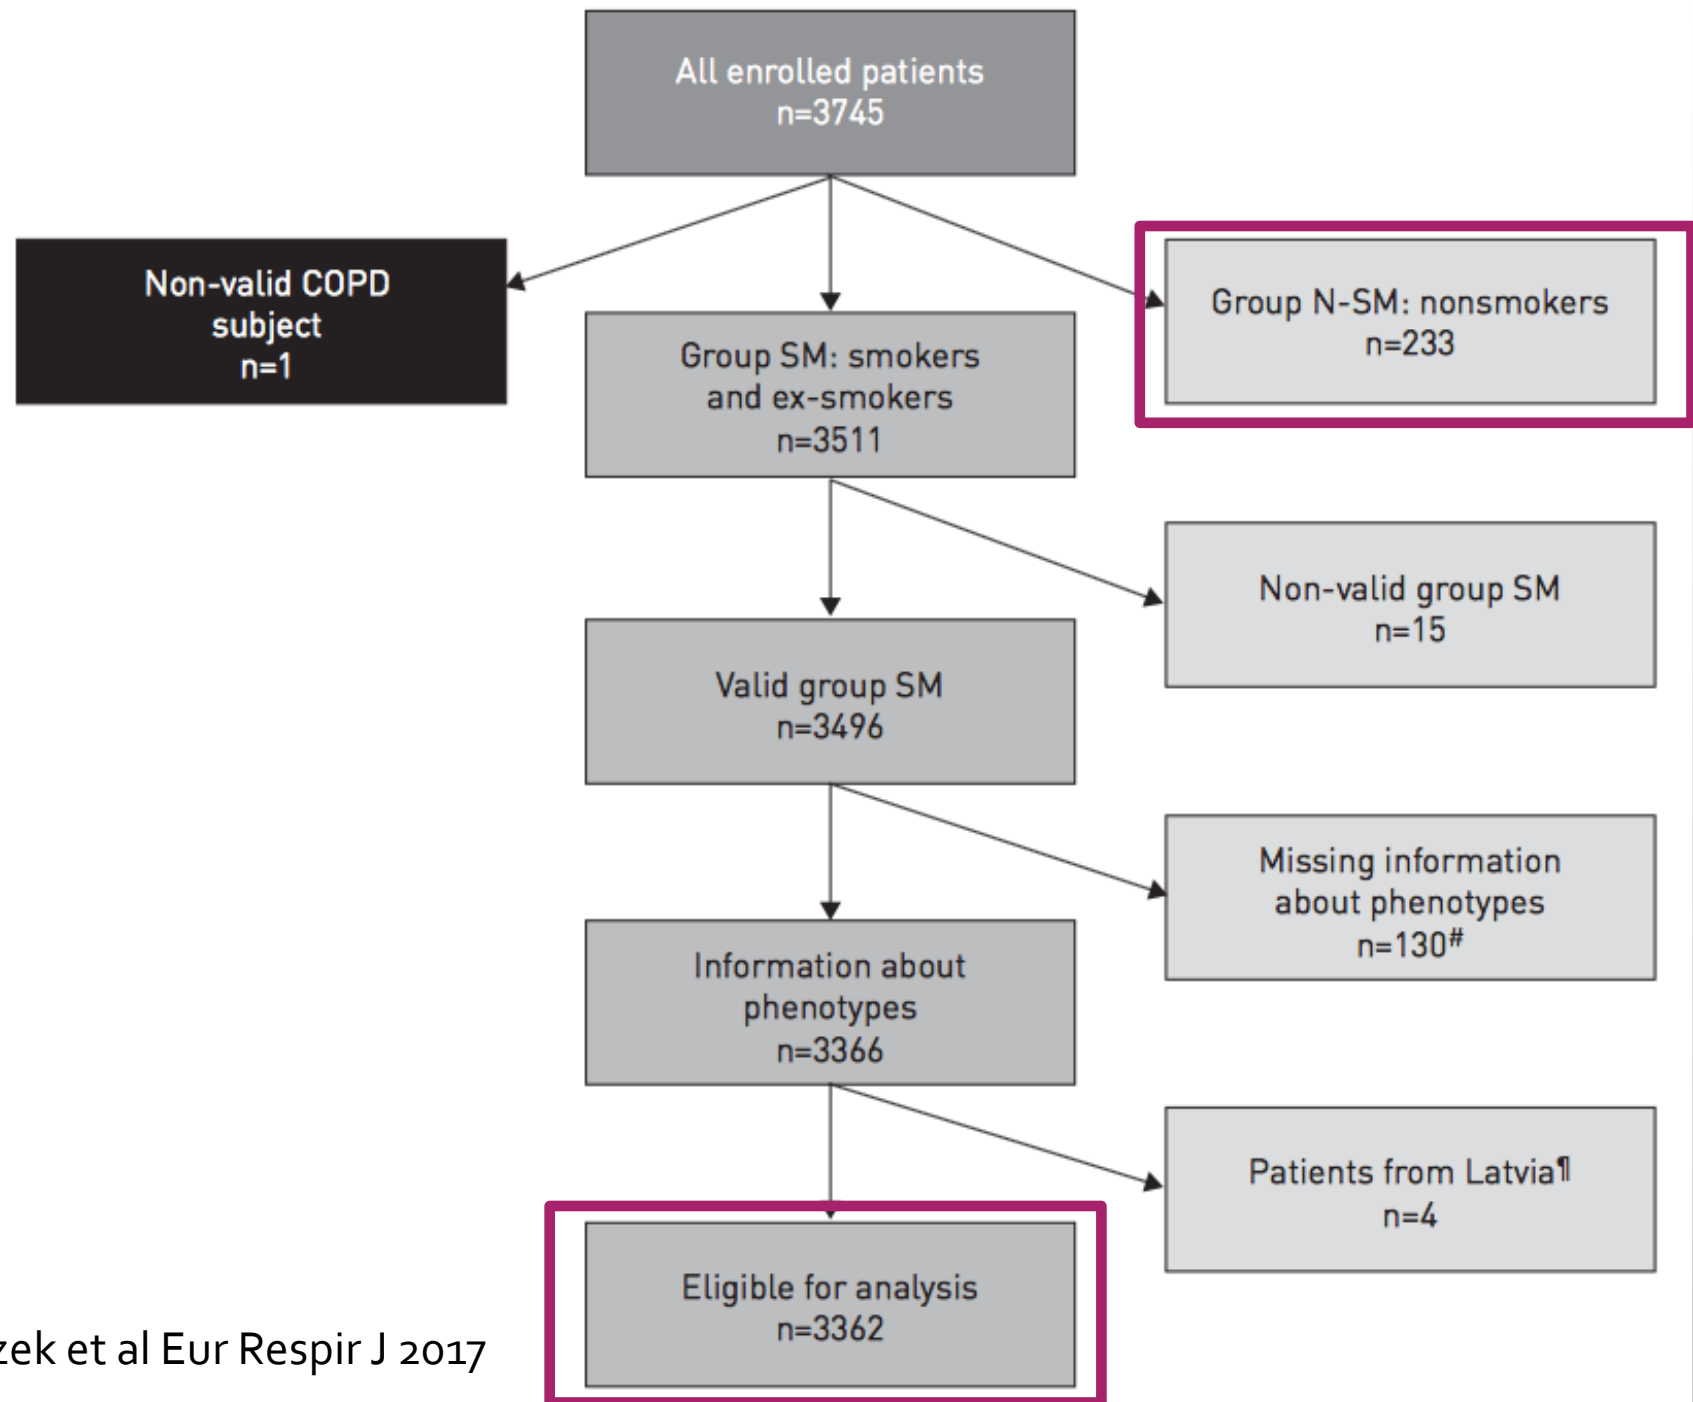 All enrolled patients
n=3745
Non-valid COPD
subject
n=1
Group SM: smokers
and ex-smokers
n=3511
Group N-SM: nonsmokers
n=233
Non-valid group SM
n=15
Valid group SM
n=3496
Missing information
about phenotypes
n=130#
Information about
phenotypes
n=3366
Patients from Latvia¶
n=4
Eligible for analysis
n=3362
et al Eur Respir J 2017